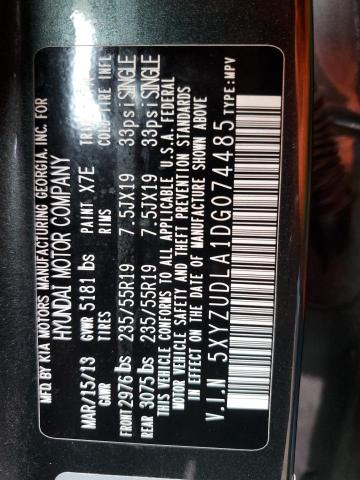 MFD BY KIA MOTORS MANUFACTURING GEORGIA, INC. FOR
HYUNDAI MOTOR COMPANY
MAR/15/13 GVWR 5181 lbs PAINT X7E
GAWR TIRES RIMS COLD TIRE INFL
FRONT 2976 lbs 235/55R19 7.5JX19 33psi SINGLE
REAR 3075 lbs 235/55R19 7.5JX19 33psi SINGLE
THIS VEHICLE CONFORMS TO ALL APPLICABLE U.S.A. FEDERAL
MOTOR VEHICLE SAFETY AND THEFT PREVENTION STANDARDS
IN EFFECT ON THE DATE OF MANUFACTURE SHOWN ABOVE
V.I.N 5XYZUDLA1DG074485 TYPE:MPV